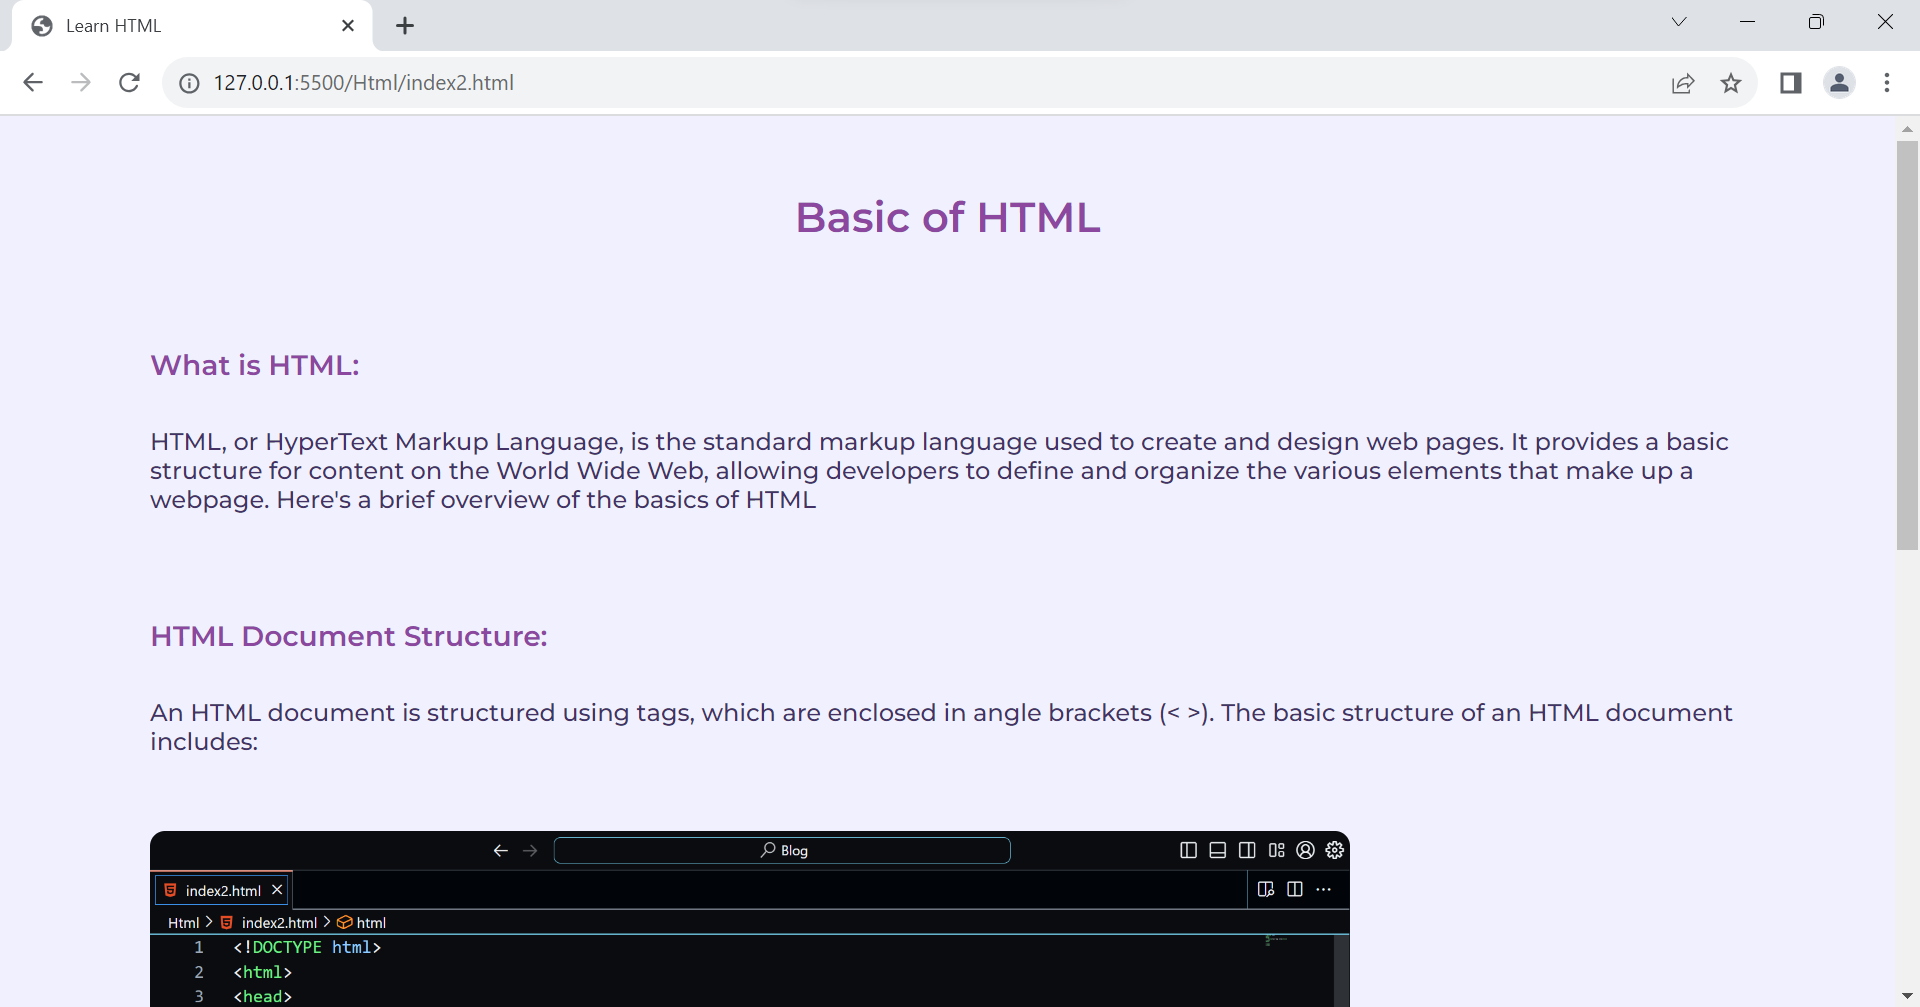 Learn HTML
127.0.0.1:5500/Html/index2.html
Basic of HTML
What is HTML:
HTML, or HyperText Markup Language, is the standard markup language used to create and design web pages. It provides a basic
structure for content on the World Wide Web, allowing developers to define and organize the various elements that make up a
webpage. Here's a brief overview of the basics of HTML
HTML Document Structure:
An HTML document is structured using tags, which are enclosed in angle brackets (< >). The basic structure of an HTML document
includes:
Blog
index2.html
Html > index2.html > html
1 <!DOCTYPE html>
2 <html>
3 <head>